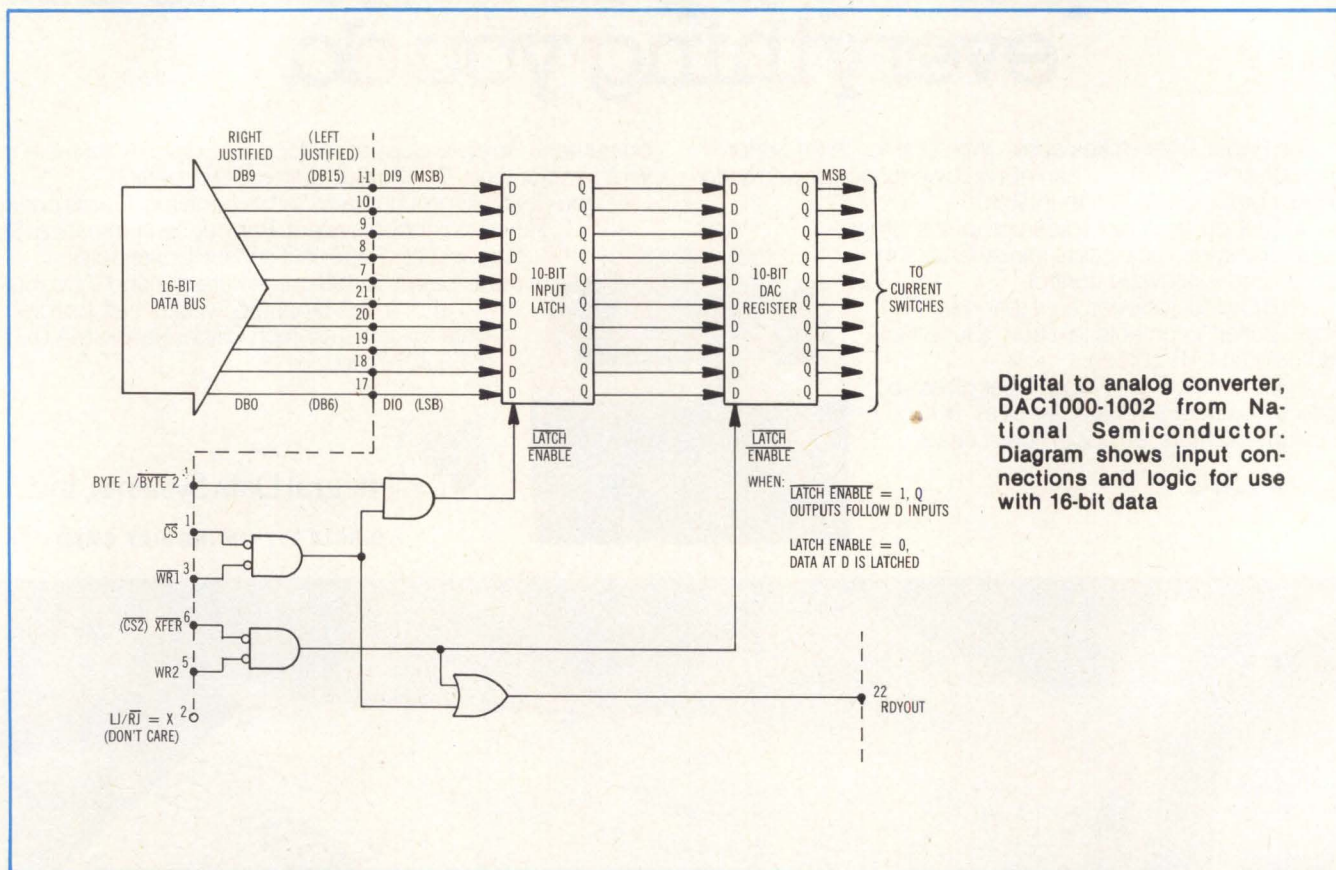 RIGHT JUSTIFIED
(LEFT JUSTIFIED)
DB9
(DB15)
11
DI9 (MSB)
10
9
8
7
21
20
19
18
17
DB0
(DB6)
DI0 (LSB)
16-BIT
DATA BUS
D Q
D Q
D Q
D Q
D Q
D Q
D Q
D Q
D Q
D Q
10-BIT
INPUT
LATCH
LATCH
ENABLE
MSB
D Q
D Q
D Q
D Q
D Q
D Q
D Q
D Q
D Q
D Q
10-BIT
DAC
REGISTER
LATCH
ENABLE
TO
CURRENT
SWITCHES
WHEN:
LATCH ENABLE = 1, Q
OUTPUTS FOLLOW D INPUTS
LATCH ENABLE = 0,
DATA AT D IS LATCHED
BYTE 1/BYTE 2
CS 1
WR1 3
(CS2) XFER 6
WR2 5
LJ/RJ = X 2
(DON'T CARE)
22
RDYOUT
Digital to analog converter,
DAC1000-1002 from Na-
tional Semiconductor.
Diagram shows input con-
nections and logic for use
with 16-bit data